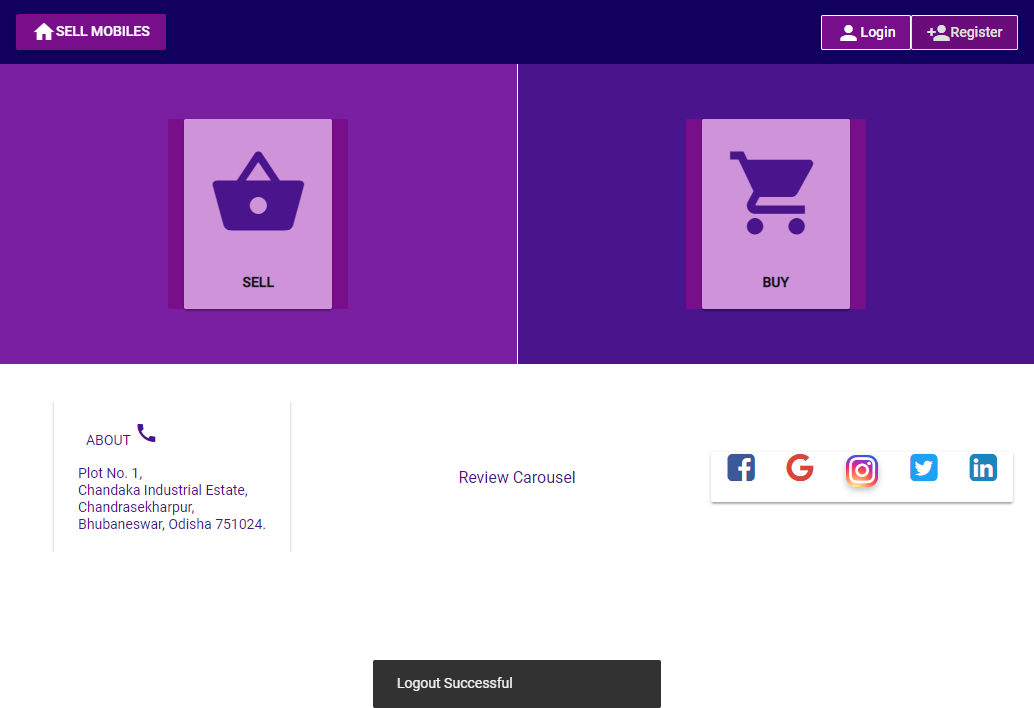 SELL MOBILES
Login
Register
SELL
BUY
ABOUT
Plot No. 1,
Chandaka Industrial Estate,
Chandrasekharpur,
Bhubaneswar, Odisha 751024.
Review Carousel
Logout Successful